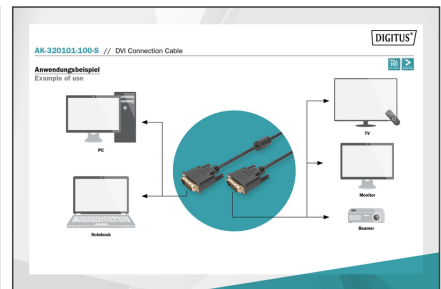 DIGITUS®
AK-320101-100-S // DVI Connection Cable
Anwendungsbeispiel
Example of use
PC
TV
Notebook
Monitor
Beamer